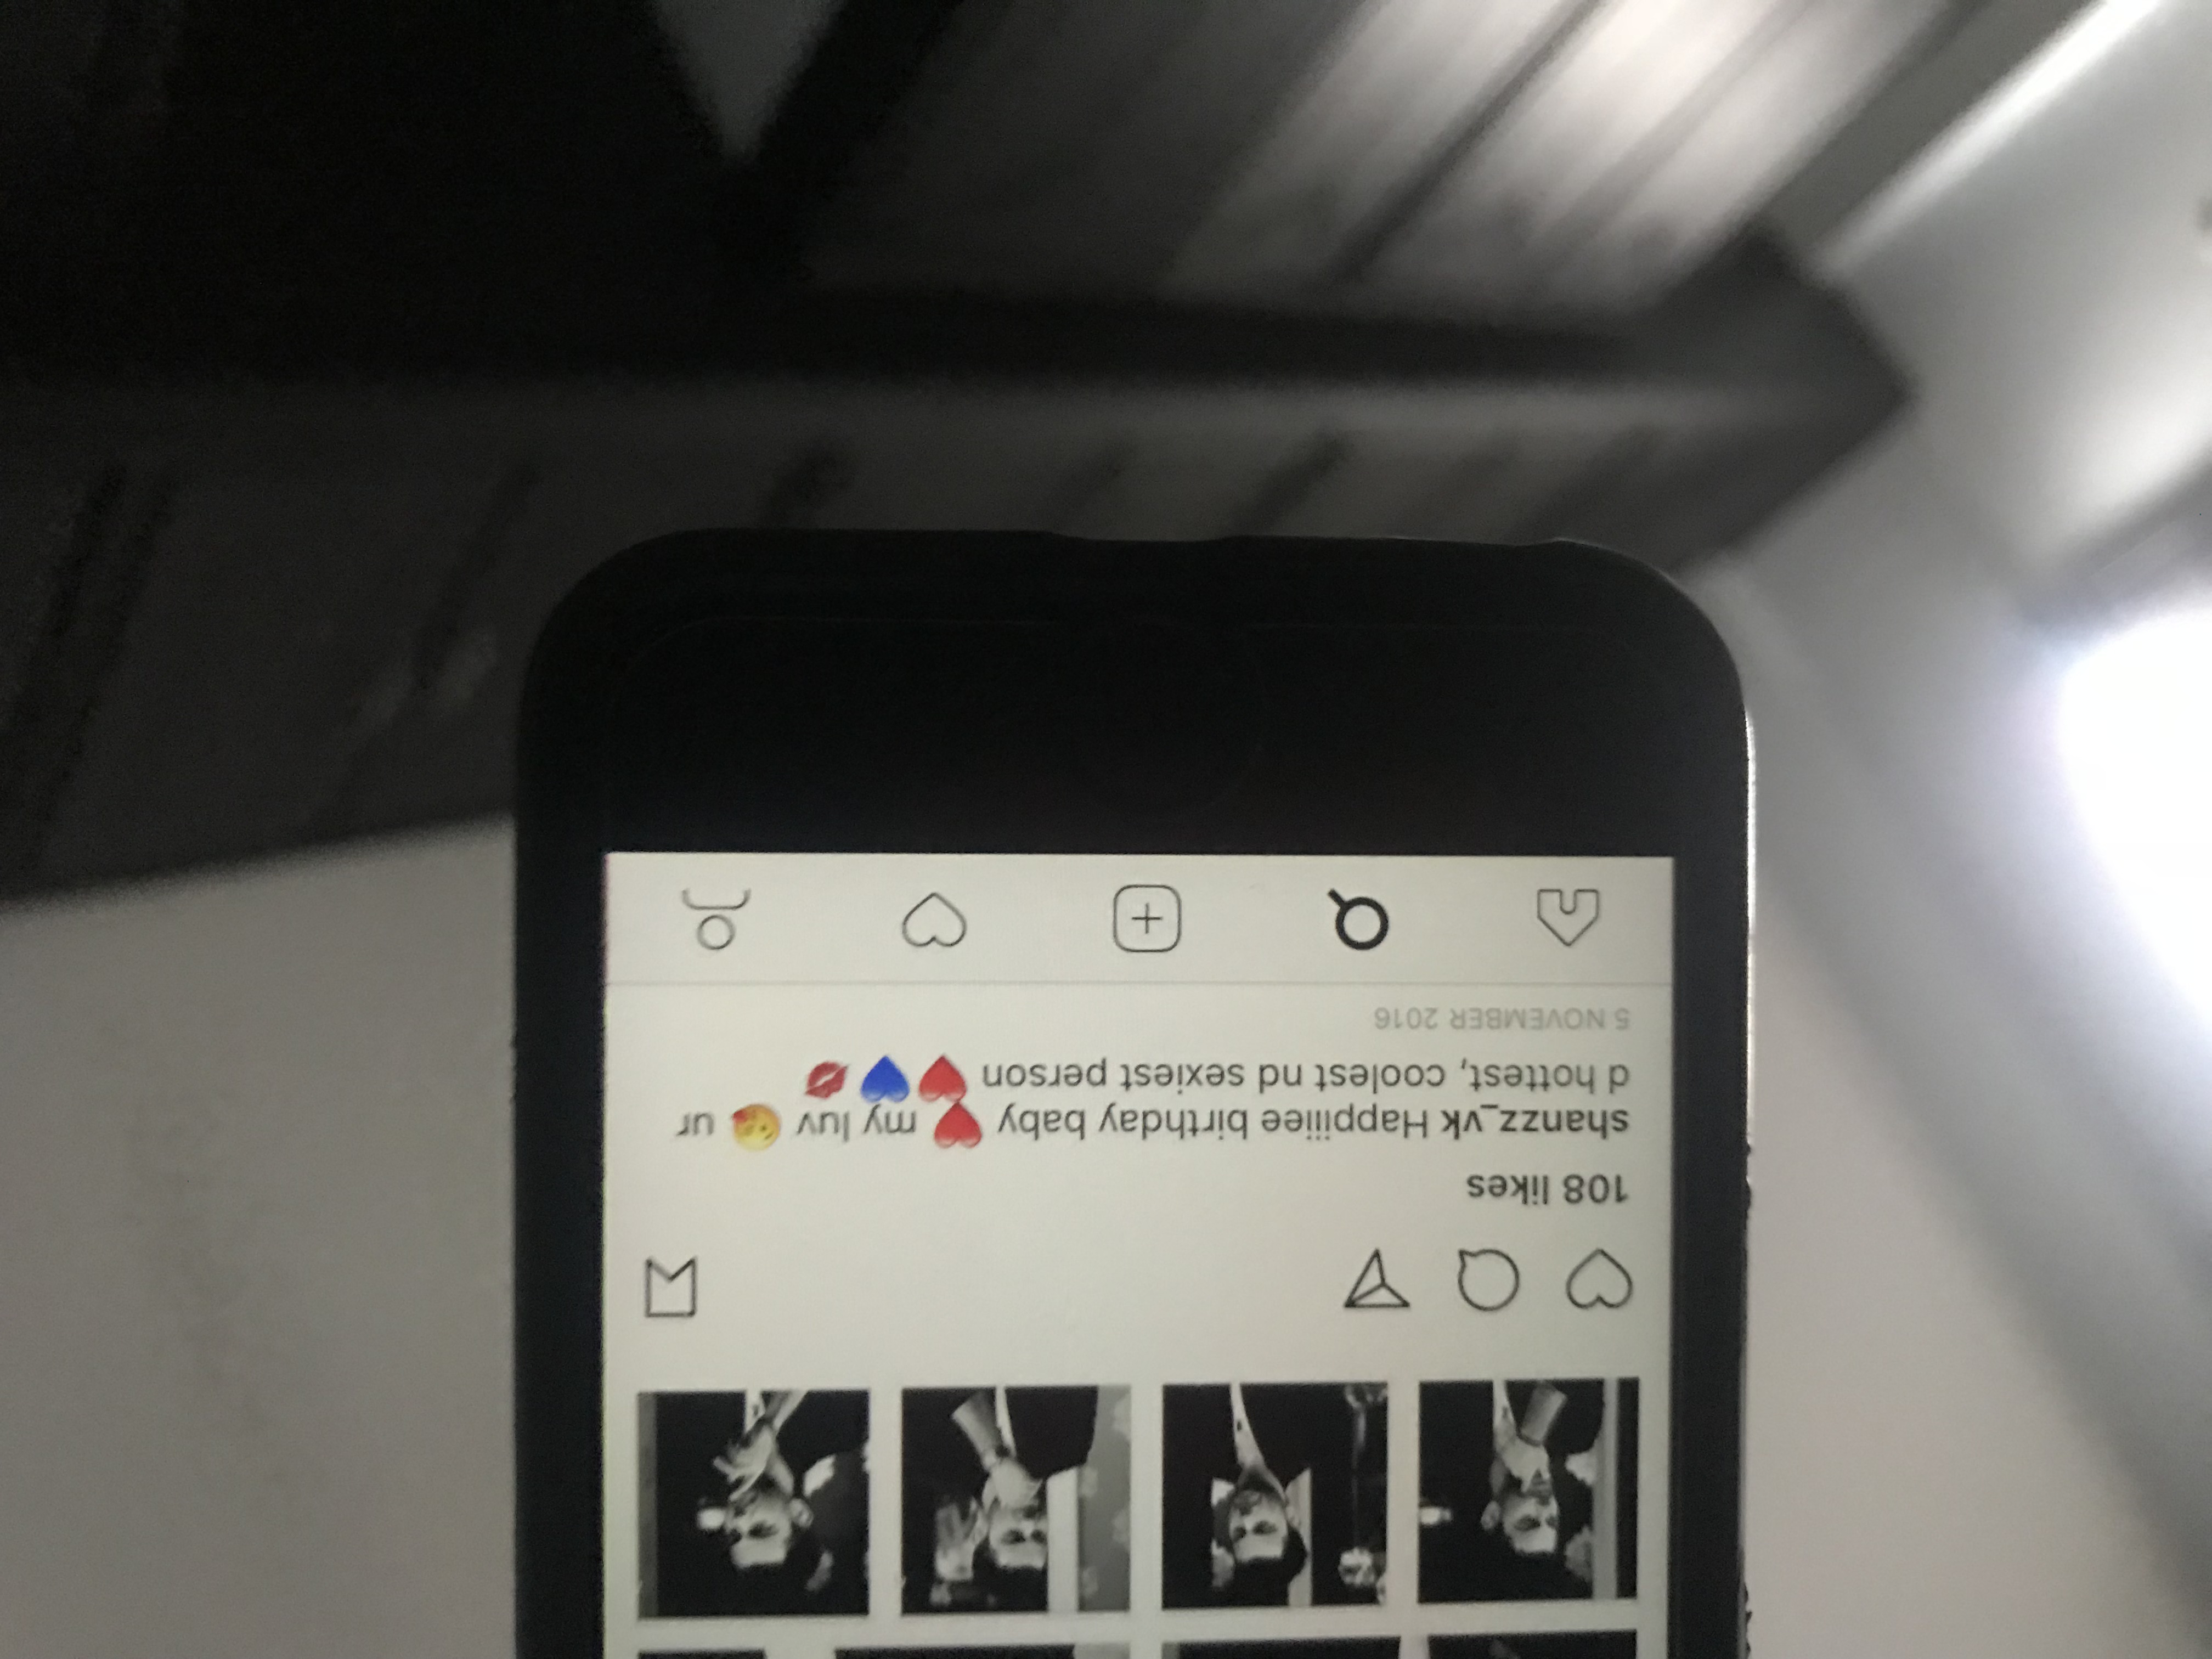 108 likes
shanzz_vk Happiiiee birthday baby ❤️ my luv 😘 ur
d hottest, coolest nd sexiest person ❤️💙💋
5 NOVEMBER 2016